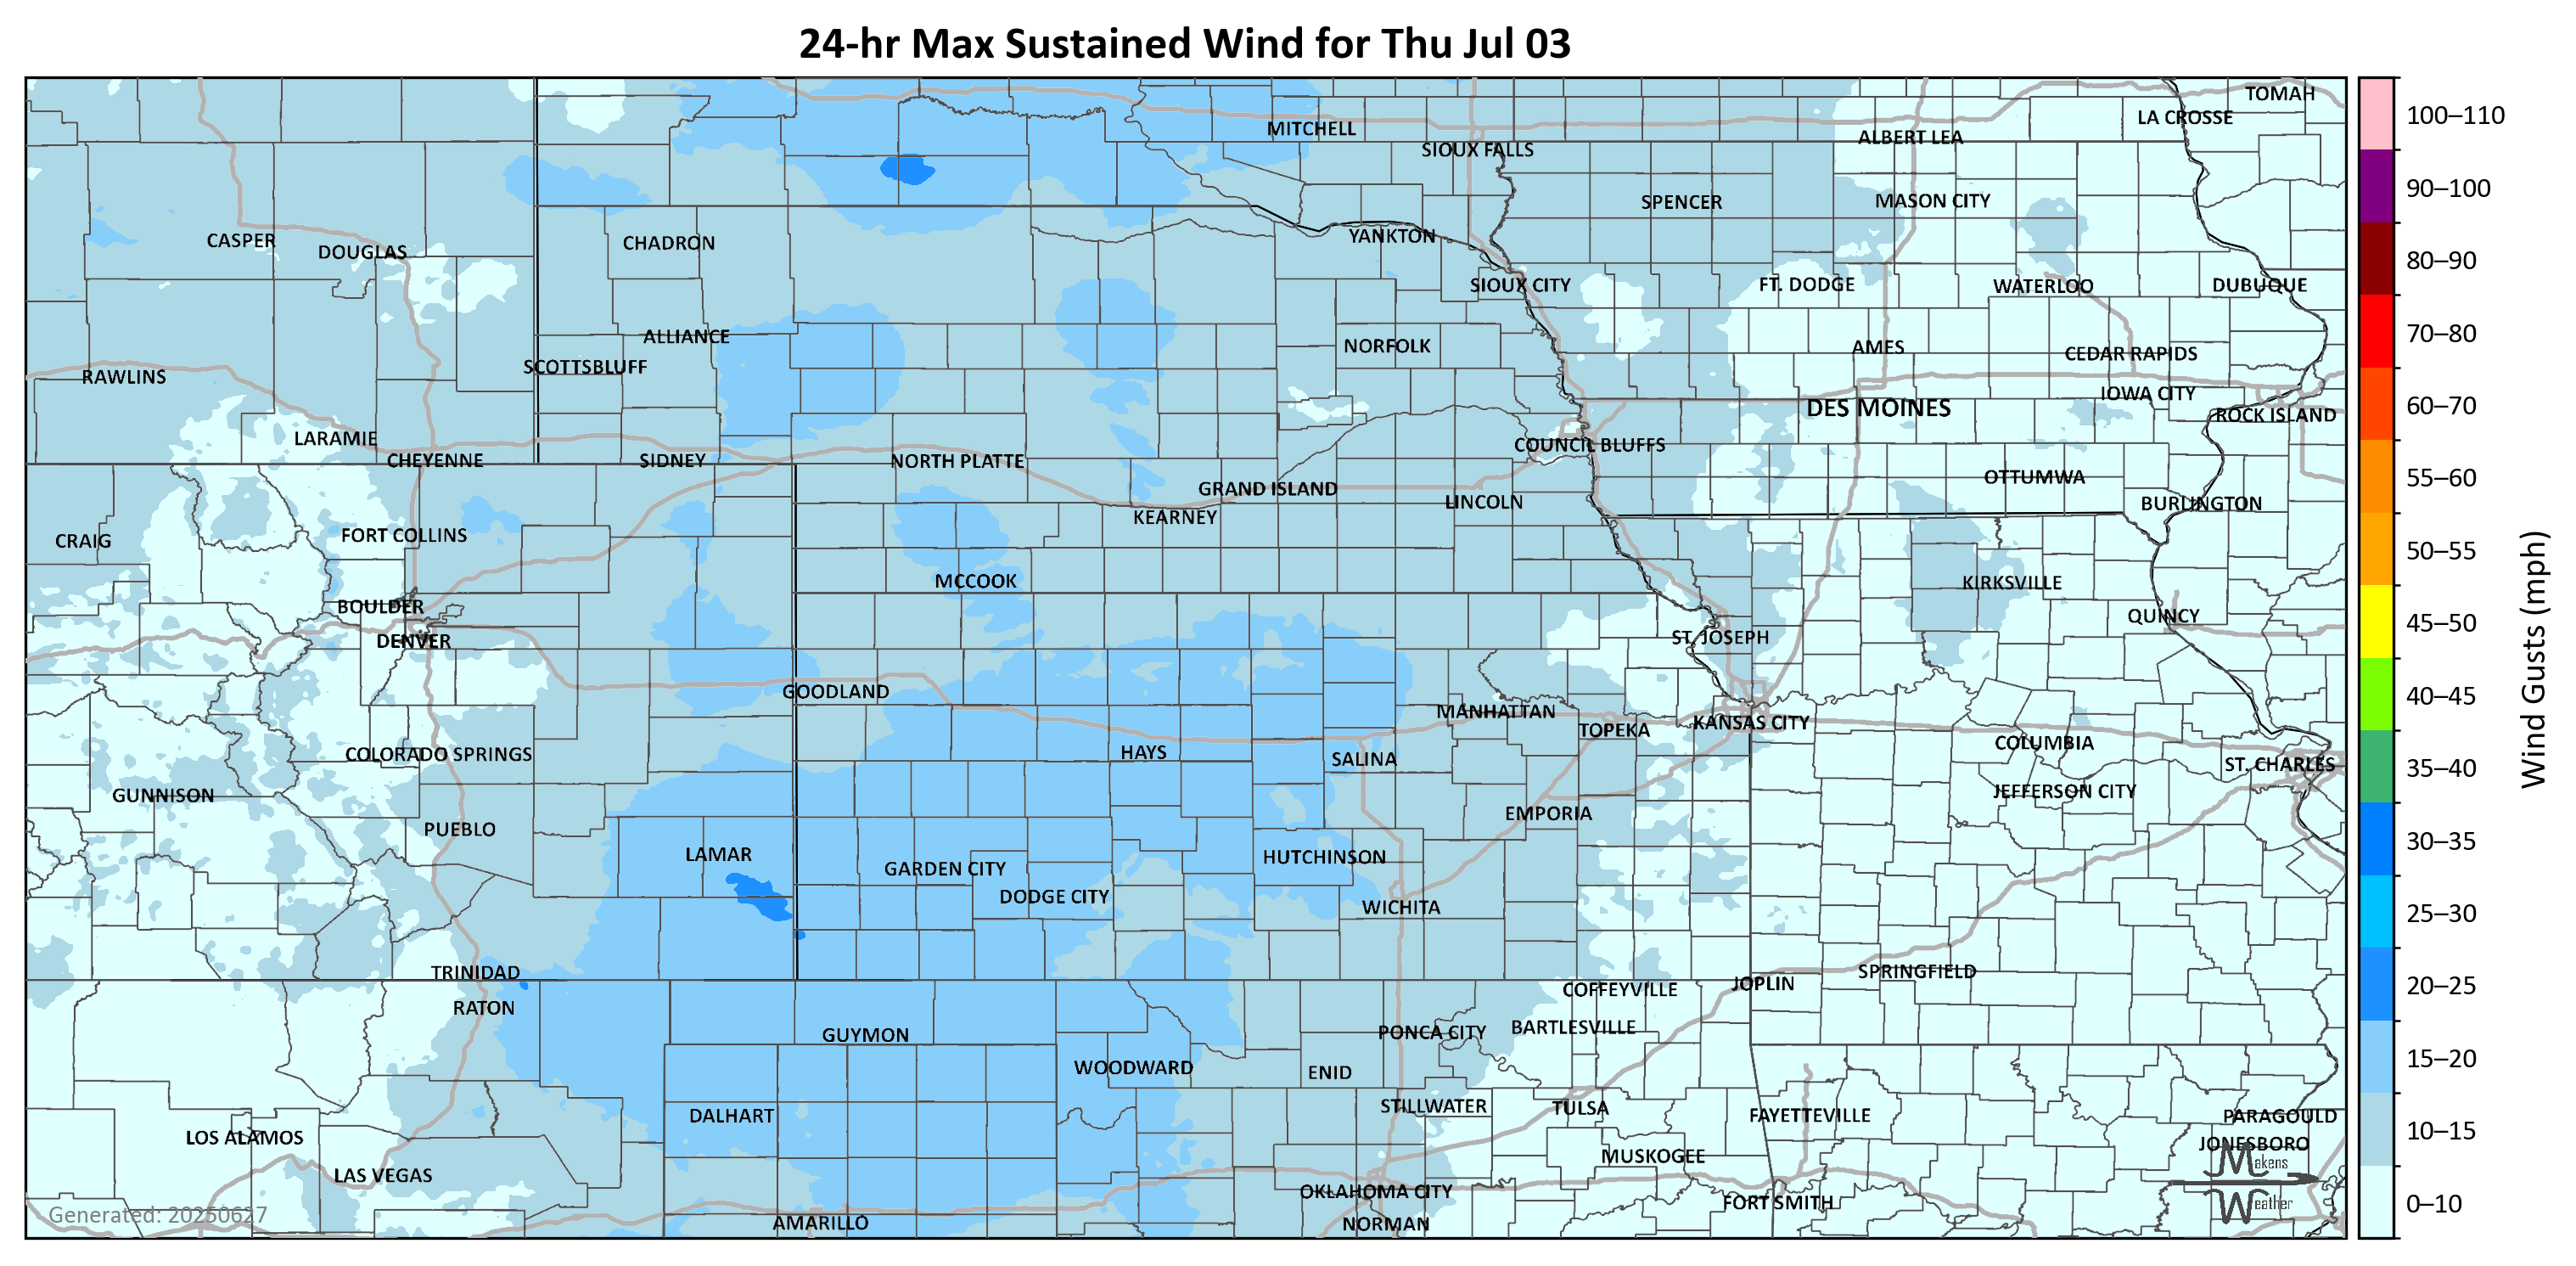 24-hr Max Sustained Wind for Thu Jul 03
TOMAH
LA CROSSE
MITCHELL
ALBERT LEA
SIOUX FALLS
SPENCER
MASON CITY
CASPER
DOUGLAS
CHADRON
YANKTON
SIOUX CITY
FT. DODGE
WATERLOO
DUBUQUE
ALLIANCE
NORFOLK
AMES
CEDAR RAPIDS
SCOTTSBLUFF
RAWLINS
IOWA CITY
DES MOINES
ROCK ISLAND
LARAMIE
COUNCIL BLUFFS
CHEYENNE
SIDNEY
NORTH PLATTE
OTTUMWA
GRAND ISLAND
LINCOLN
BURLINGTON
KEARNEY
FORT COLLINS
CRAIG
MCCOOK
KIRKSVILLE
BOULDER
QUINCY
DENVER
ST. JOSEPH
GOODLAND
MANHATTAN
KANSAS CITY
TOPEKA
COLUMBIA
COLORADO SPRINGS
HAYS
SALINA
ST. CHARLES
GUNNISON
JEFFERSON CITY
EMPORIA
PUEBLO
LAMAR
HUTCHINSON
GARDEN CITY
DODGE CITY
WICHITA
TRINIDAD
SPRINGFIELD
JOPLIN
COFFEYVILLE
RATON
BARTLESVILLE
PONCA CITY
GUYMON
WOODWARD
ENID
STILLWATER
TULSA
DALHART
FAYETTEVILLE
PARAGOULD
LOS ALAMOS
JONESBORO
MUSKOGEE
LAS VEGAS
OKLAHOMA CITY
FORT SMITH
AMARILLO
NORMAN
Generated: 20250627
Makens
Weather
100–110
90–100
80–90
70–80
60–70
55–60
50–55
45–50
40–45
35–40
30–35
25–30
20–25
15–20
10–15
0–10
Wind Gusts (mph)